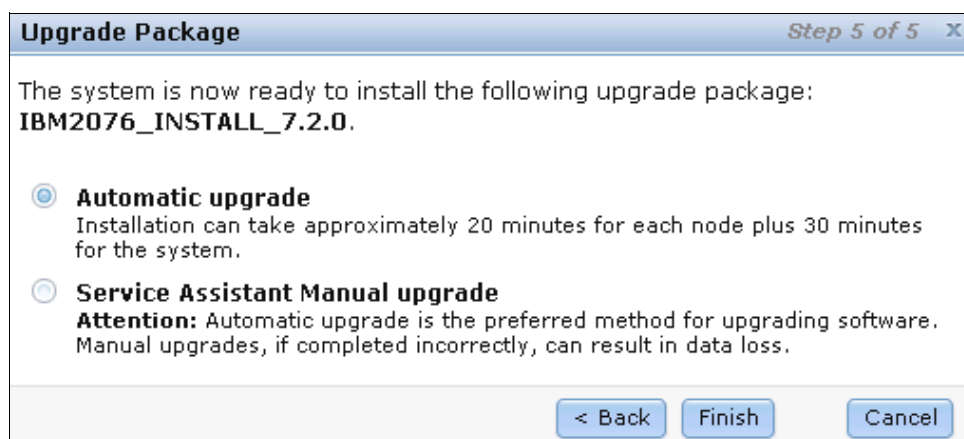 Upgrade Package Step 5 of 5 x
The system is now ready to install the following upgrade package:
IBM2076_INSTALL_7.2.0.
Automatic upgrade
Installation can take approximately 20 minutes for each node plus 30 minutes
for the system.
Service Assistant Manual upgrade
Attention: Automatic upgrade is the preferred method for upgrading software.
Manual upgrades, if completed incorrectly, can result in data loss.
< Back Finish Cancel